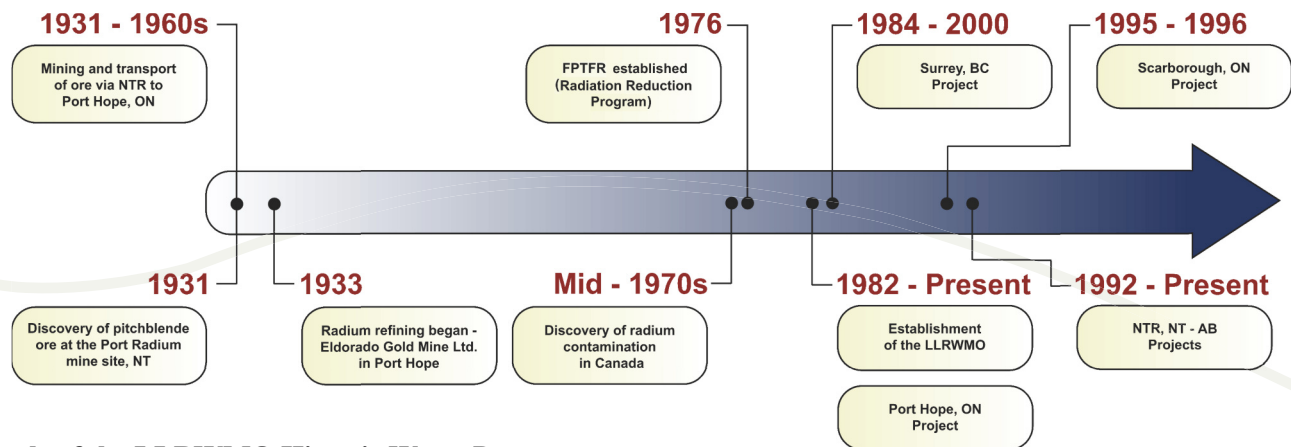 1931 - 1960s
Mining and transport
of ore via NTR to
Port Hope, ON
1976
FPTFR established
(Radiation Reduction
Program)
1984 - 2000
Surrey, BC
Project
1995 - 1996
Scarborough, ON
Project
1931
Discovery of pitchblende
ore at the Port Radium
mine site, NT
1933
Radium refining began -
Eldorado Gold Mine Ltd.
in Port Hope
Mid - 1970s
Discovery of radium
contamination
in Canada
1982 - Present
Establishment
of the LLRWMO
Port Hope, ON
Project
1992 - Present
NTR, NT - AB
Projects